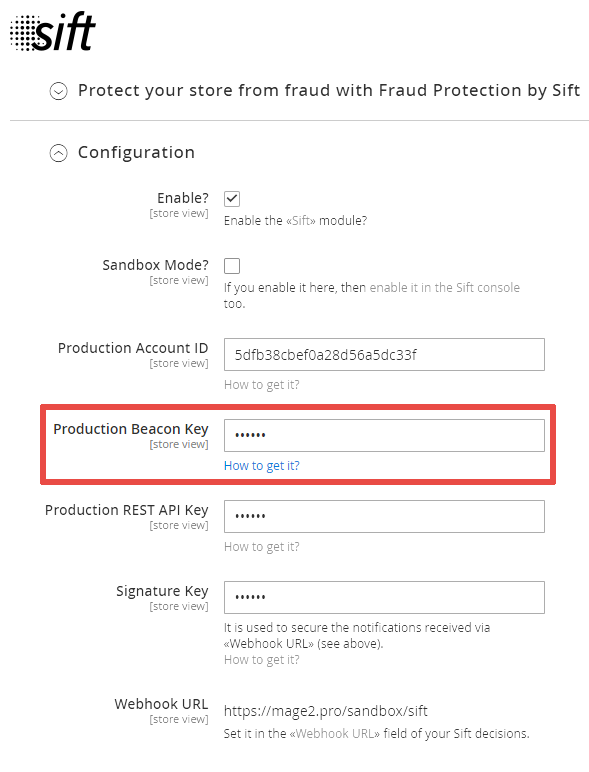 sift
Protect your store from fraud with Fraud Protection by Sift
Configuration
Enable?
[store view]
Enable the «Sift» module?
Sandbox Mode?
[store view]
If you enable it here, then enable it in the Sift console
too.
Production Account ID
[store view]
5dfb38cbef0a28d56a5dc33f
How to get it?
Production Beacon Key
[store view]
••••••
How to get it?
Production REST API Key
[store view]
••••••
How to get it?
Signature Key
[store view]
••••••
It is used to secure the notifications received via
«Webhook URL» (see above).
How to get it?
Webhook URL
[store view]
https://mage2.pro/sandbox/sift
Set it in the «Webhook URL» field of your Sift decisions.